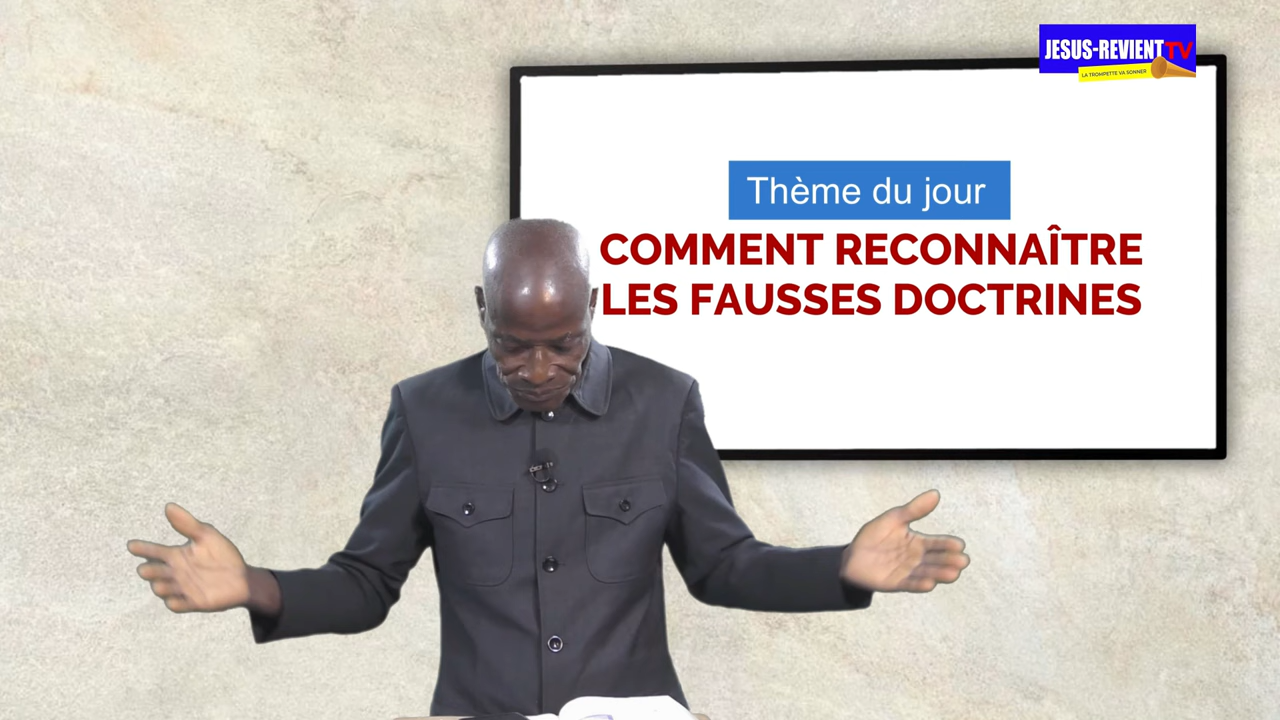 JESUS-REVIENT TV
LA TROMPETTE VA SONNER
Thème du jour
COMMENT RECONNAÎTRE
LES FAUSSES DOCTRINES